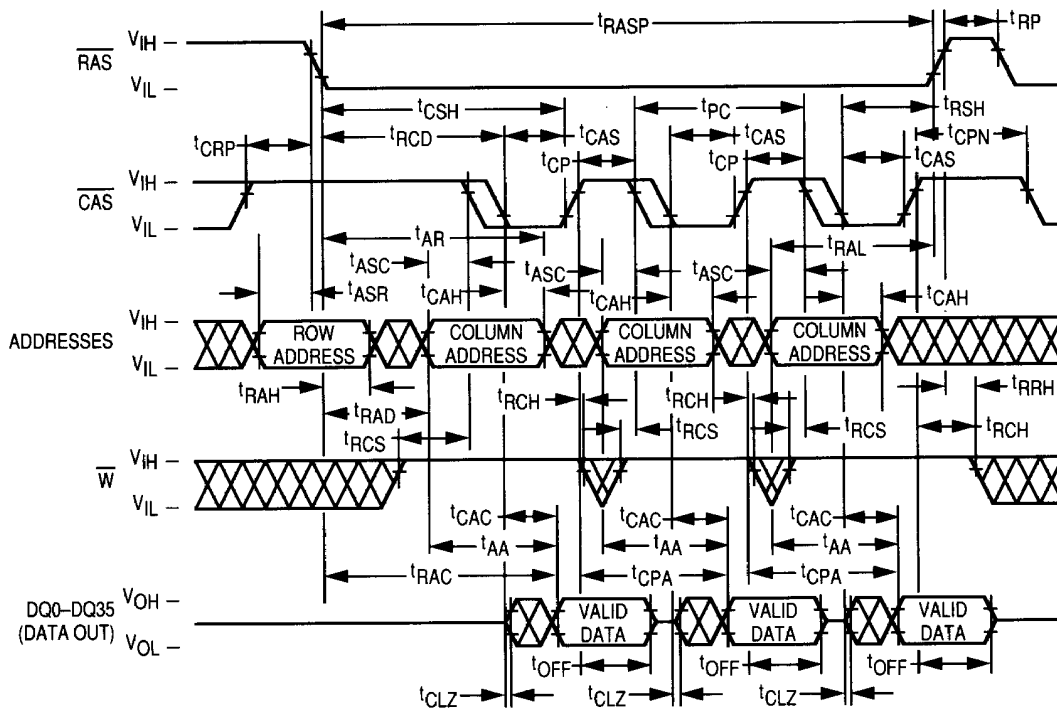 tRASP
tRP
VIH
RAS
VIL
tCSH
tPC
tRSH
tCRP
tRCD
tCAS
tCAS
tCPN
tCP
tCP
tCAS
VIH
CAS
VIL
tAR
tRAL
tASC
tASC
tASC
tASR
tCAH
tCAH
tCAH
VIH
ADDRESSES
VIL
ROW
ADDRESS
COLUMN
ADDRESS
COLUMN
ADDRESS
COLUMN
ADDRESS
tRAH
tRAD
tRCH
tRCH
tRRH
tRCS
tRCS
tRCS
tRCH
VIH
W
VIL
tCAC
tCAC
tCAC
tAA
tAA
tAA
tRAC
tCPA
tCPA
VOH
DQ0–DQ35
(DATA OUT)
VOL
VALID
DATA
VALID
DATA
VALID
DATA
tOFF
tOFF
tOFF
tCLZ
tCLZ
tCLZ